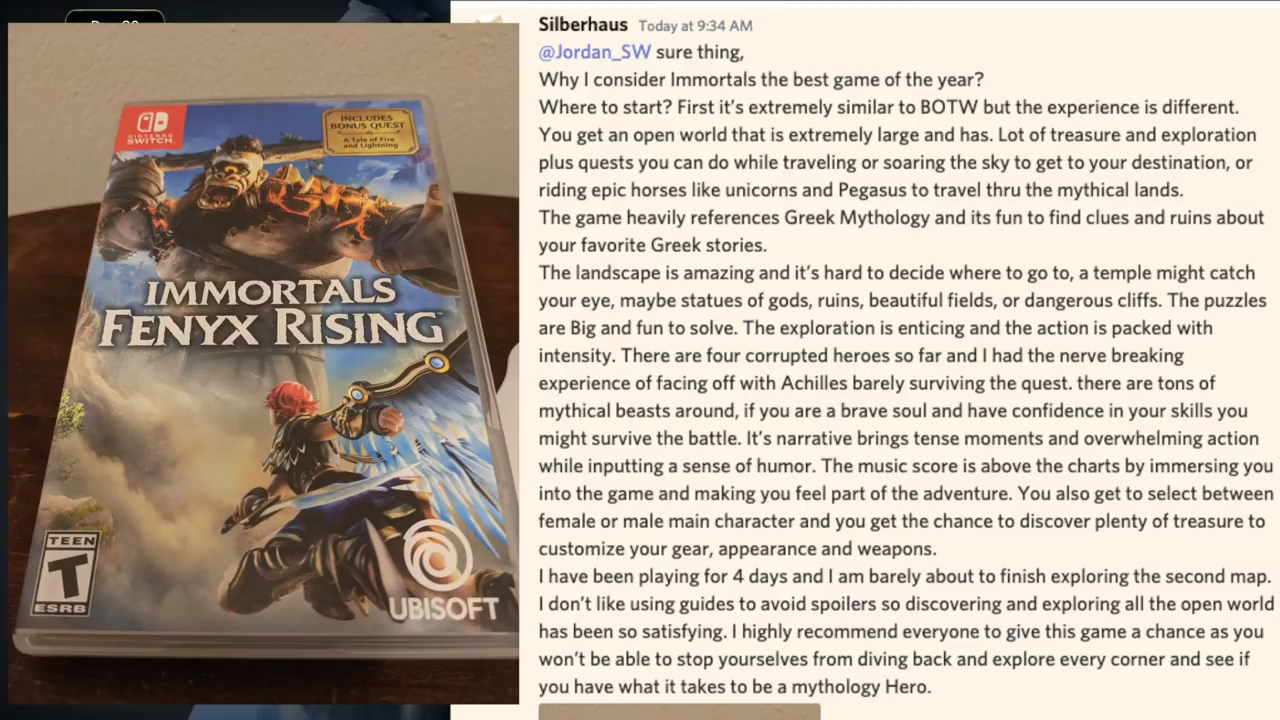 NINTENDO
SWITCH
INCLUDES
BONUS QUEST
A Tale of Fire
and Lightning
IMMORTALS
FENYX RISING
TEEN
T
ESRB
UBISOFT
Silberhaus Today at 9:34 AM
@Jordan_SW sure thing,
Why I consider Immortals the best game of the year?
Where to start? First it's extremely similar to BOTW but the experience is different.
You get an open world that is extremely large and has. Lot of treasure and exploration
plus quests you can do while traveling or soaring the sky to get to your destination, or
riding epic horses like unicorns and Pegasus to travel thru the mythical lands.
The game heavily references Greek Mythology and its fun to find clues and ruins about
your favorite Greek stories.
The landscape is amazing and it's hard to decide where to go to, a temple might catch
your eye, maybe statues of gods, ruins, beautiful fields, or dangerous cliffs. The puzzles
are Big and fun to solve. The exploration is enticing and the action is packed with
intensity. There are four corrupted heroes so far and I had the nerve breaking
experience of facing off with Achilles barely surviving the quest. there are tons of
mythical beasts around, if you are a brave soul and have confidence in your skills you
might survive the battle. It's narrative brings tense moments and overwhelming action
while inputting a sense of humor. The music score is above the charts by immersing you
into the game and making you feel part of the adventure. You also get to select between
female or male main character and you get the chance to discover plenty of treasure to
customize your gear, appearance and weapons.
I have been playing for 4 days and I am barely about to finish exploring the second map.
I don't like using guides to avoid spoilers so discovering and exploring all the open world
has been so satisfying. I highly recommend everyone to give this game a chance as you
won't be able to stop yourselves from diving back and explore every corner and see if
you have what it takes to be a mythology Hero.